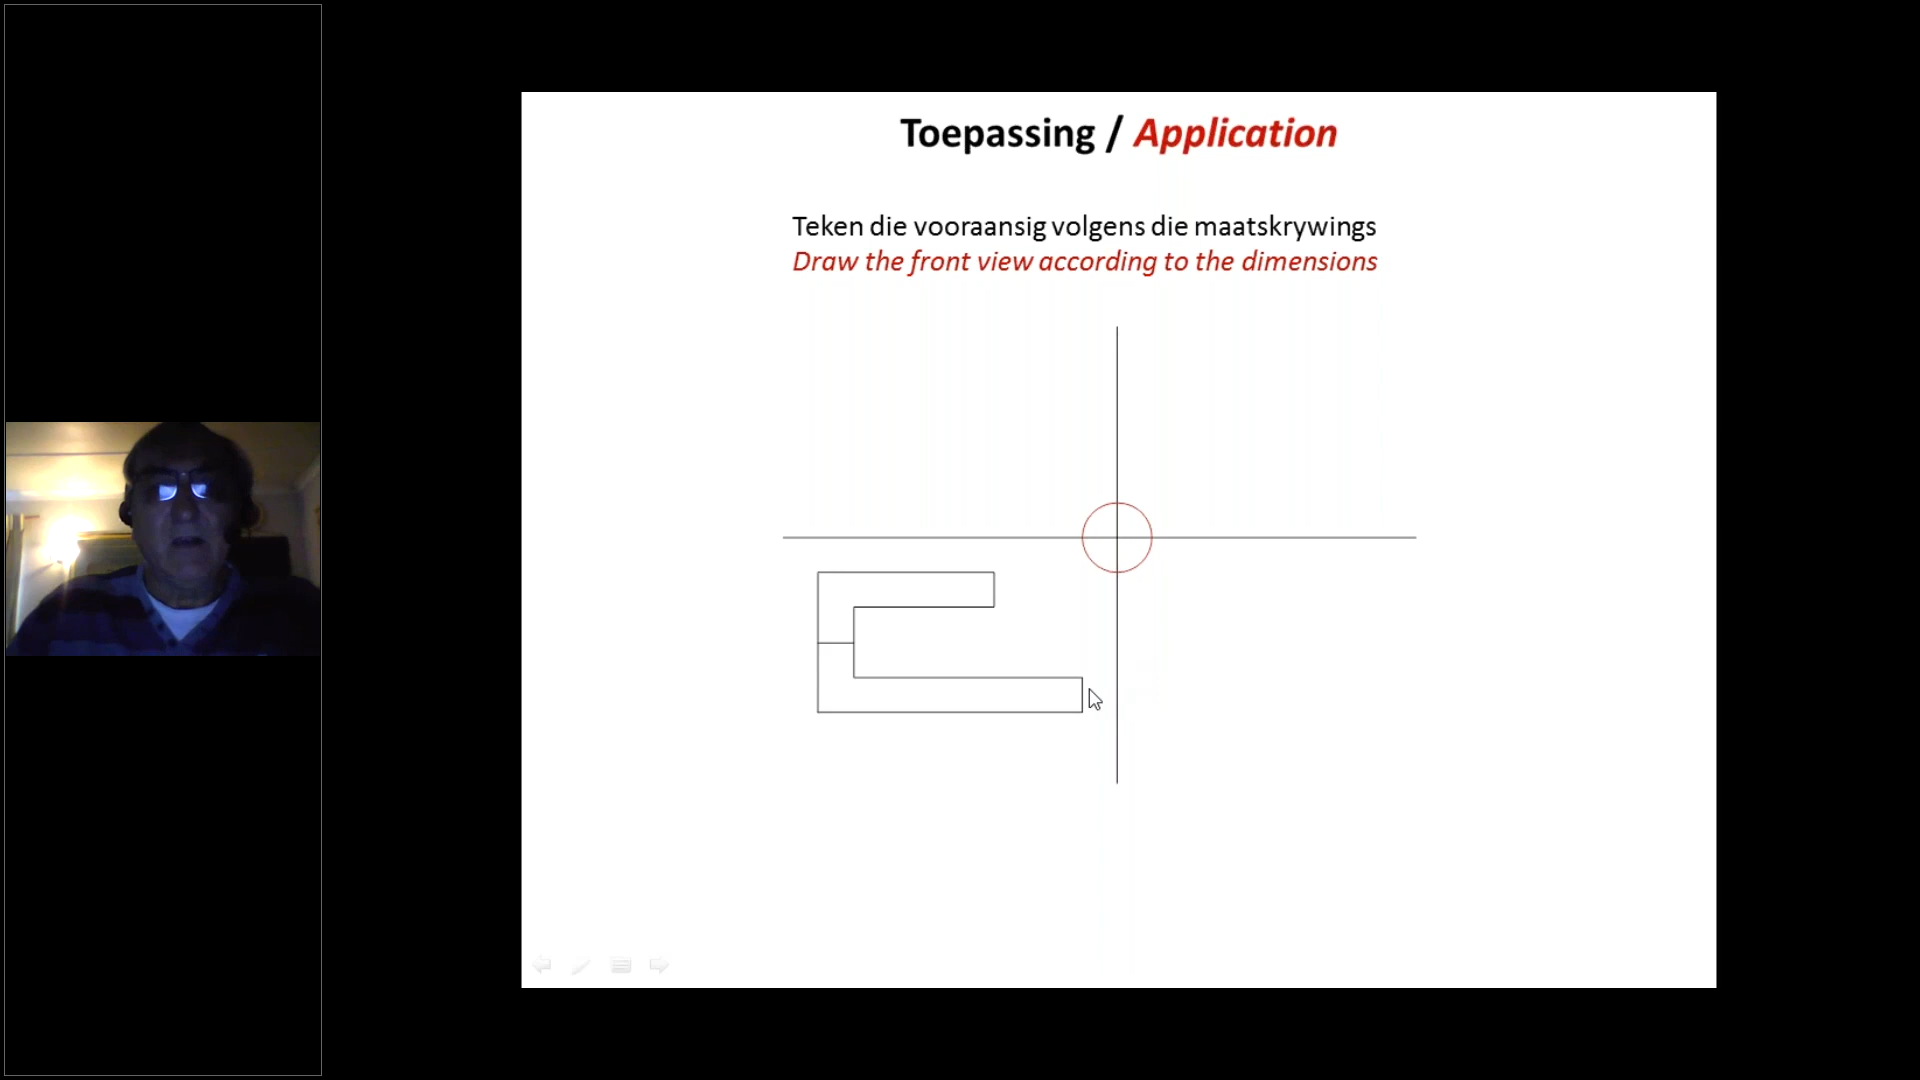 Toepassing / Application
Teken die vooraansig volgens die maatskrywings
Draw the front view according to the dimensions